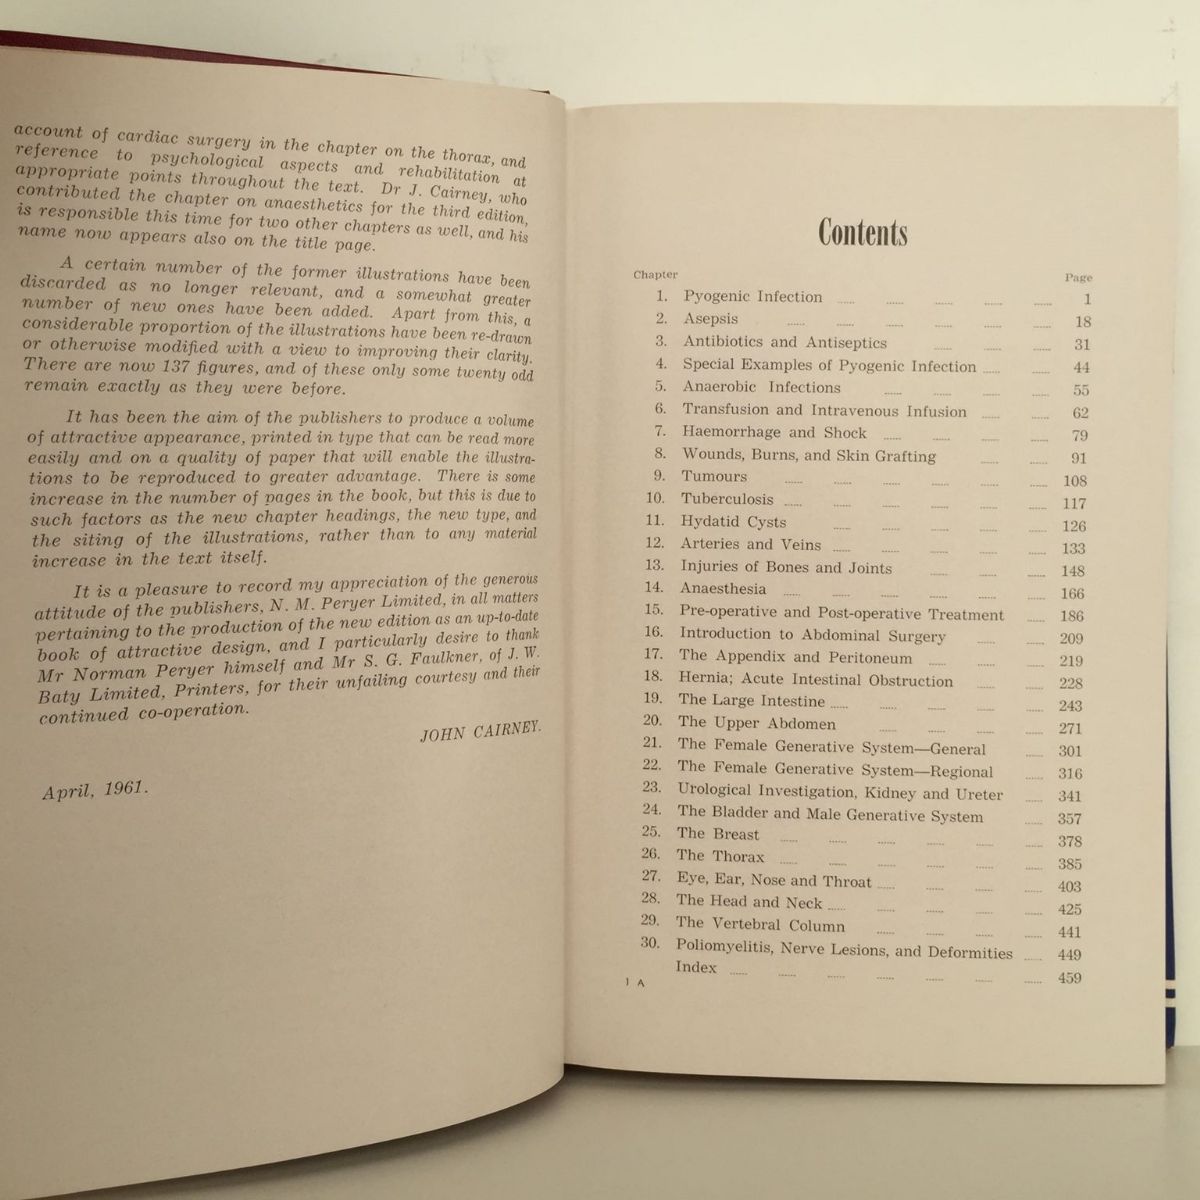 account of cardiac surgery in the chapter on the thorax, and
reference to psychological aspects and rehabilitation at
appropriate points throughout the text. Dr J. Cairney, who
contributed the chapter on anaesthetics for the third edition,
is responsible this time for two other chapters as well, and his
name now appears also on the title page.
A certain number of the former illustrations have been
discarded as no longer relevant, and a somewhat greater
number of new ones have been added. Apart from this, a
considerable proportion of the illustrations have been re-drawn
or otherwise modified with a view to improving their clarity.
There are now 137 figures, and of these only some twenty odd
remain exactly as they were before.
It has been the aim of the publishers to produce a volume
of attractive appearance, printed in type that can be read more
easily and on a quality of paper that will enable the illustra-
tions to be reproduced to greater advantage. There is some
increase in the number of pages in the book, but this is due to
such factors as the new chapter headings, the new type, and
the siting of the illustrations, rather than to any material
increase in the text itself.
It is a pleasure to record my appreciation of the generous
attitude of the publishers, N. M. Peryer Limited, in all matters
pertaining to the production of the new edition as an up-to-date
book of attractive design, and I particularly desire to thank
Mr Norman Peryer himself and Mr S. G. Faulkner, of J. W.
Baty Limited, Printers, for their unfailing courtesy and their
continued co-operation.
JOHN CAIRNEY.
April, 1961.
Contents
Chapter Page
1. Pyogenic Infection ...... ...... ...... ...... ...... 1
2. Asepsis ...... ...... ...... ...... ...... ...... 18
3. Antibiotics and Antiseptics ...... ...... ...... 31
4. Special Examples of Pyogenic Infection ...... ...... 44
5. Anaerobic Infections ...... ...... ...... ...... 55
6. Transfusion and Intravenous Infusion ...... ...... 62
7. Haemorrhage and Shock ...... ...... ...... ...... 79
8. Wounds, Burns, and Skin Grafting ...... ...... 91
9. Tumours ...... ...... ...... ...... ...... ...... 108
10. Tuberculosis ...... ...... ...... ...... ...... ...... 117
11. Hydatid Cysts ...... ...... ...... ...... ...... 126
12. Arteries and Veins ...... ...... ...... ...... ...... 133
13. Injuries of Bones and Joints ...... ...... ...... 148
14. Anaesthesia ...... ...... ...... ...... ...... ...... 166
15. Pre-operative and Post-operative Treatment ...... 186
16. Introduction to Abdominal Surgery ...... ...... 209
17. The Appendix and Peritoneum ...... ...... ...... 219
18. Hernia; Acute Intestinal Obstruction ...... ...... 228
19. The Large Intestine ...... ...... ...... ...... ...... 243
20. The Upper Abdomen ...... ...... ...... ...... 271
21. The Female Generative System—General ...... 301
22. The Female Generative System—Regional ...... 316
23. Urological Investigation, Kidney and Ureter ...... 341
24. The Bladder and Male Generative System ...... 357
25. The Breast ...... ...... ...... ...... ...... ...... 378
26. The Thorax ...... ...... ...... ...... ...... ...... 385
27. Eye, Ear, Nose and Throat ...... ...... ...... ...... 403
28. The Head and Neck ...... ...... ...... ...... ...... 425
29. The Vertebral Column ...... ...... ...... ...... 441
30. Poliomyelitis, Nerve Lesions, and Deformities ...... 449
Index ...... ...... ...... ...... ...... ...... ...... 459
1 A